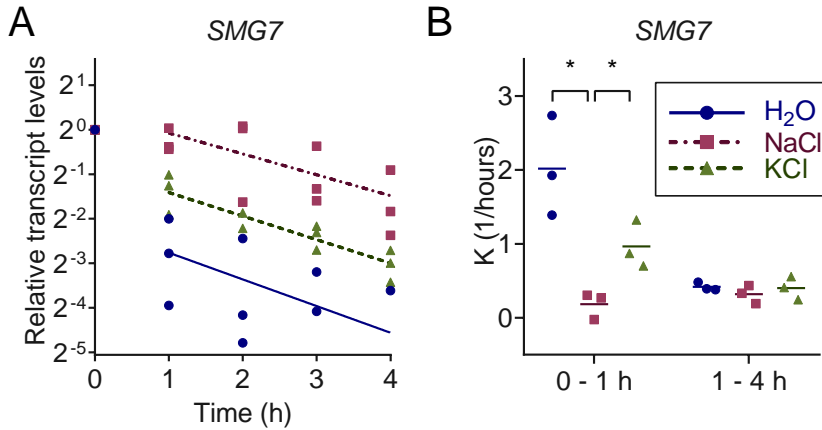 A
SMG7
Relative transcript levels
2^1
2^0
2^-1
2^-2
2^-3
2^-4
2^-5
0
1
2
3
4
Time (h)
B
SMG7
* *
H₂O
NaCl
KCl
K (1/hours)
3
2
1
0
0 - 1 h
1 - 4 h